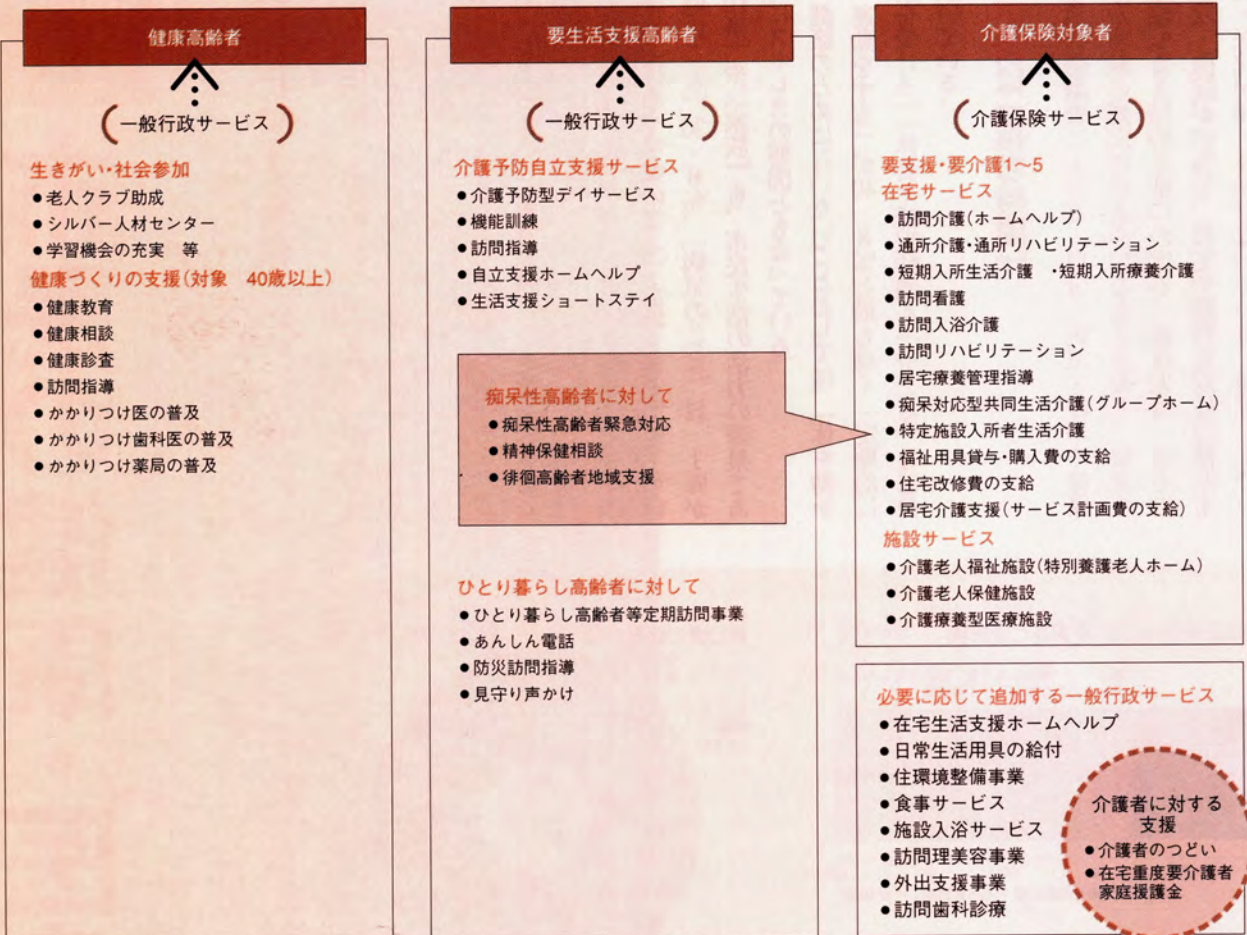 健康高齢者
(一般行政サービス)
生きがい・社会参加
●老人クラブ助成
●シルバー人材センター
●学習機会の充実　等
健康づくりの支援(対象　40歳以上)
●健康教育
●健康相談
●健康診査
●訪問指導
●かかりつけ医の普及
●かかりつけ歯科医の普及
●かかりつけ薬局の普及
要生活支援高齢者
(一般行政サービス)
介護予防自立支援サービス
●介護予防型デイサービス
●機能訓練
●訪問指導
●自立支援ホームヘルプ
●生活支援ショートステイ
痴呆性高齢者に対して
●痴呆性高齢者緊急対応
●精神保健相談
●徘徊高齢者地域支援
ひとり暮らし高齢者に対して
●ひとり暮らし高齢者等定期訪問事業
●あんしん電話
●防災訪問指導
●見守り声かけ
介護保険対象者
(介護保険サービス)
要支援・要介護1〜5
在宅サービス
●訪問介護(ホームヘルプ)
●通所介護・通所リハビリテーション
●短期入所生活介護　・短期入所療養介護
●訪問看護
●訪問入浴介護
●訪問リハビリテーション
●居宅療養管理指導
●痴呆対応型共同生活介護(グループホーム)
●特定施設入所者生活介護
●福祉用具貸与・購入費の支給
●住宅改修費の支給
●居宅介護支援(サービス計画費の支給)
施設サービス
●介護老人福祉施設(特別養護老人ホーム)
●介護老人保健施設
●介護療養型医療施設
必要に応じて追加する一般行政サービス
●在宅生活支援ホームヘルプ
●日常生活用具の給付
●住環境整備事業
●食事サービス
●施設入浴サービス
●訪問理美容事業
●外出支援事業
●訪問歯科診療
介護者に対する
支援
●介護者のつどい
●在宅重度要介護者
家庭援護金